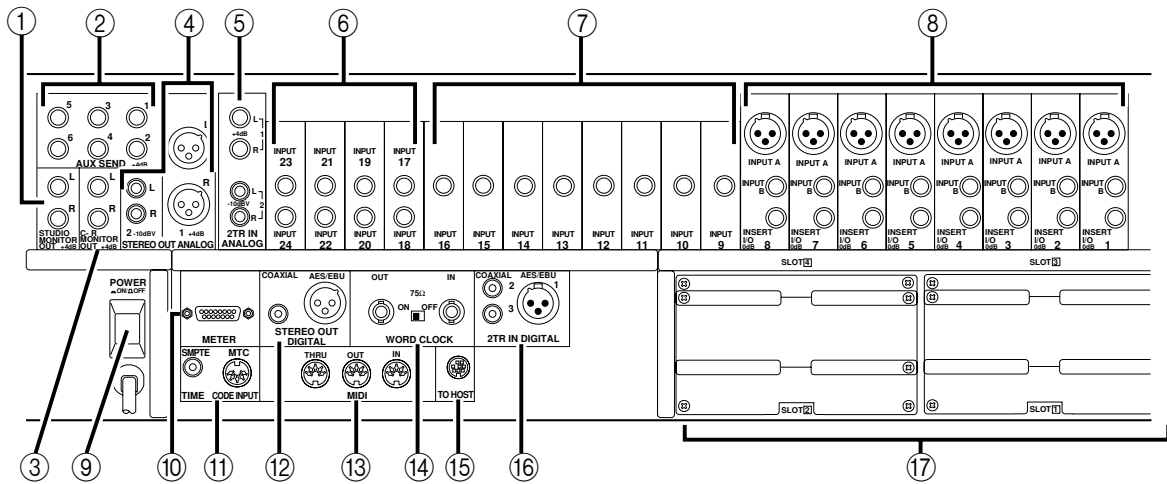 ① ② ④ ⑤ ⑥ ⑦ ⑧
5 3 1
6 4 2
AUX SEND +4dB
L L L R
R R R
STUDIO MONITOR OUT +4dB
C-R MONITOR OUT +4dB
2 -10dBV 1 +4dB
STEREO OUT ANALOG
L
+4dB 1
R
L
-10dBV 2
R
2TR IN ANALOG
INPUT 23 INPUT 21 INPUT 19 INPUT 17
24 22 20 18
INPUT INPUT INPUT INPUT
INPUT INPUT INPUT INPUT INPUT INPUT INPUT INPUT
16 15 14 13 12 11 10 9
INPUT A INPUT A INPUT A INPUT A INPUT A INPUT A INPUT A INPUT A
INPUT B INPUT B INPUT B INPUT B INPUT B INPUT B INPUT B INPUT B
INSERT I/O 0dB 8 INSERT I/O 0dB 7 INSERT I/O 0dB 6 INSERT I/O 0dB 5 INSERT I/O 0dB 4 INSERT I/O 0dB 3 INSERT I/O 0dB 2 INSERT I/O 0dB 1
SLOT 4 SLOT 3
POWER
ON OFF
METER
COAXIAL AES/EBU
STEREO OUT DIGITAL
OUT IN
75Ω
ON OFF
WORD CLOCK
COAXIAL AES/EBU
2 1
3
2TR IN DIGITAL
SMPTE MTC
TIME CODE INPUT
THRU OUT IN
MIDI
TO HOST
SLOT 2 SLOT 1
③ ⑨ ⑩ ⑪ ⑫ ⑬ ⑭ ⑮ ⑯ ⑰